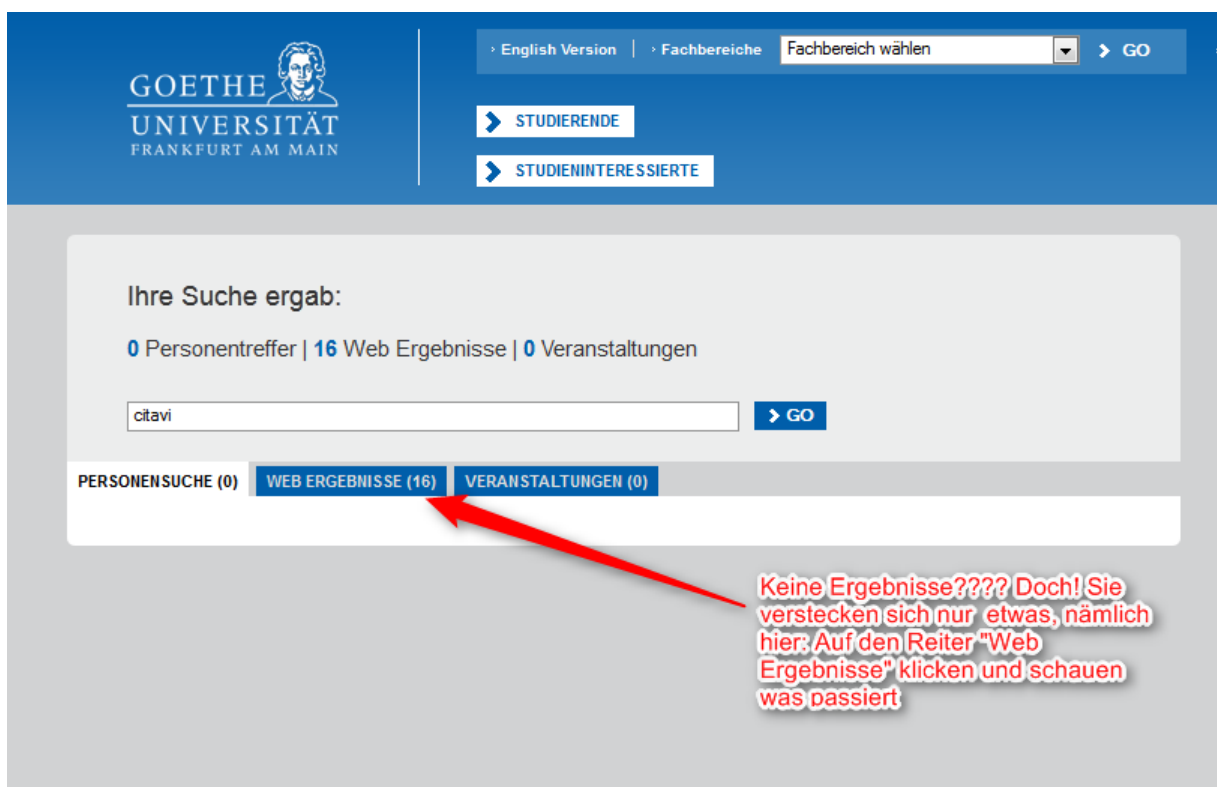 › English Version | › Fachbereiche Fachbereich wählen GO
GOETHE
UNIVERSITÄT
FRANKFURT AM MAIN
STUDIERENDE
STUDIENINTERESSIERTE
Ihre Suche ergab:
0 Personentreffer | 16 Web Ergebnisse | 0 Veranstaltungen
citavi GO
PERSONENSUCHE (0) WEB ERGEBNISSE (16) VERANSTALTUNGEN (0)
Keine Ergebnisse???? Doch! Sie
verstecken sich nur etwas, nämlich
hier: Auf den Reiter "Web
Ergebnisse" klicken und schauen
was passiert